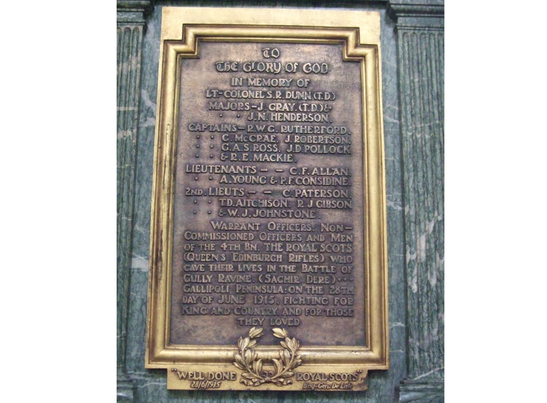 TO
THE GLORY OF GOD
IN MEMORY OF
LT-COLONEL S.R. DUNN.(T.D.)
MAJORS - J. GRAY. (T.D.) &
" " J.N. HENDERSON.
CAPTAINS - R.W.G. RUTHERFORD.
" " C. McCRAE, J. ROBERTSON.
" " G.A.S. ROSS, J.D. POLLOCK
" " & R.E. MACKIE.
LIEUTENANTS - - C.F. ALLAN.
" " A. YOUNG & P.F. CONSIDINE.
2ND. LIEUTS - - C. PATERSON.
" " T.D. AITCHISON. R.J. GIBSON
" " & W.J. JOHNSTONE
WARRANT OFFICERS, NON-
COMMISSIONED OFFICERS AND MEN
OF THE 4TH BN. THE ROYAL SCOTS
(QUEEN'S EDINBURGH RIFLES) WHO
GAVE THEIR LIVES IN THE BATTLE OF
GULLY RAVINE (SAGHIR DERE) -
GALLIPOLI PENINSULA - ON THE 28TH
DAY OF JUNE 1915, FIGHTING FOR
KING AND COUNTRY AND FOR THOSE
THEY LOVED
"WELL DONE ROYAL SCOTS"
28/6/1915 Brig-Gen. De Lisle